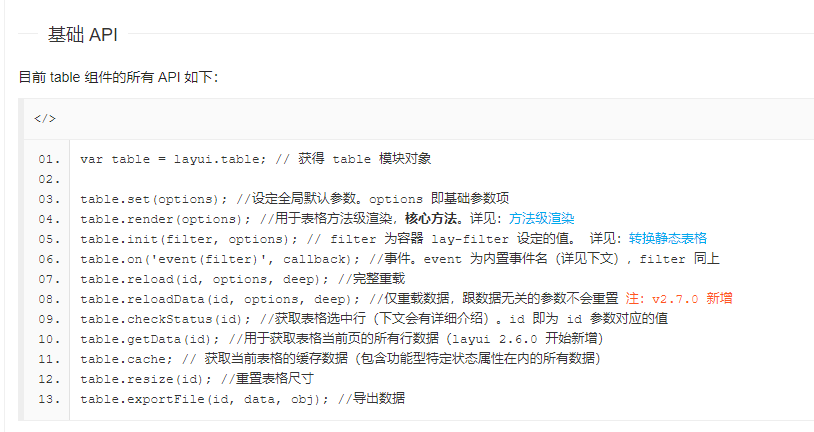 基础 API
目前 table 组件的所有 API 如下：
</>
01. var table = layui.table; // 获得 table 模块对象
02.
03. table.set(options); //设定全局默认参数。options 即基础参数项
04. table.render(options); //用于表格方法级渲染，核心方法。详见：方法级渲染
05. table.init(filter, options); // filter 为容器 lay-filter 设定的值。 详见：转换静态表格
06. table.on('event(filter)', callback); //事件。event 为内置事件名（详见下文），filter 同上
07. table.reload(id, options, deep); //完整重载
08. table.reloadData(id, options, deep); //仅重载数据，跟数据无关的参数不会重置 注：v2.7.0 新增
09. table.checkStatus(id); //获取表格选中行（下文会有详细介绍）。id 即为 id 参数对应的值
10. table.getData(id); //用于获取表格当前页的所有行数据（layui 2.6.0 开始新增）
11. table.cache; // 获取当前表格的缓存数据（包含功能型特定状态属性在内的所有数据）
12. table.resize(id); //重置表格尺寸
13. table.exportFile(id, data, obj); //导出数据